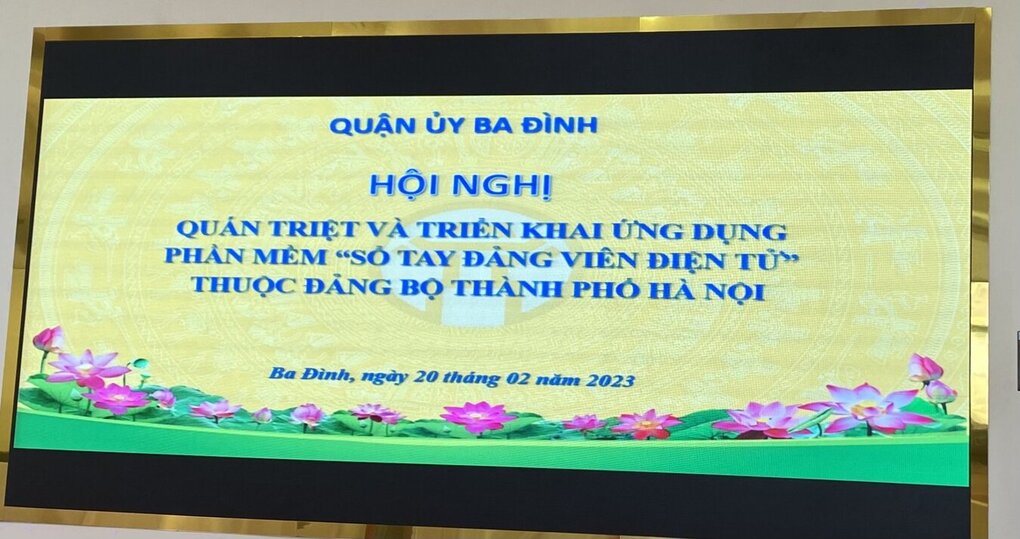 QUẬN ỦY BA ĐÌNH
HỘI NGHỊ
QUÁN TRIỆT VÀ TRIỂN KHAI ỨNG DỤNG
PHẦN MỀM “SỔ TAY ĐẢNG VIÊN ĐIỆN TỬ”
THUỘC ĐẢNG BỘ THÀNH PHỐ HÀ NỘI
Ba Đình, ngày 20 tháng 02 năm 2023